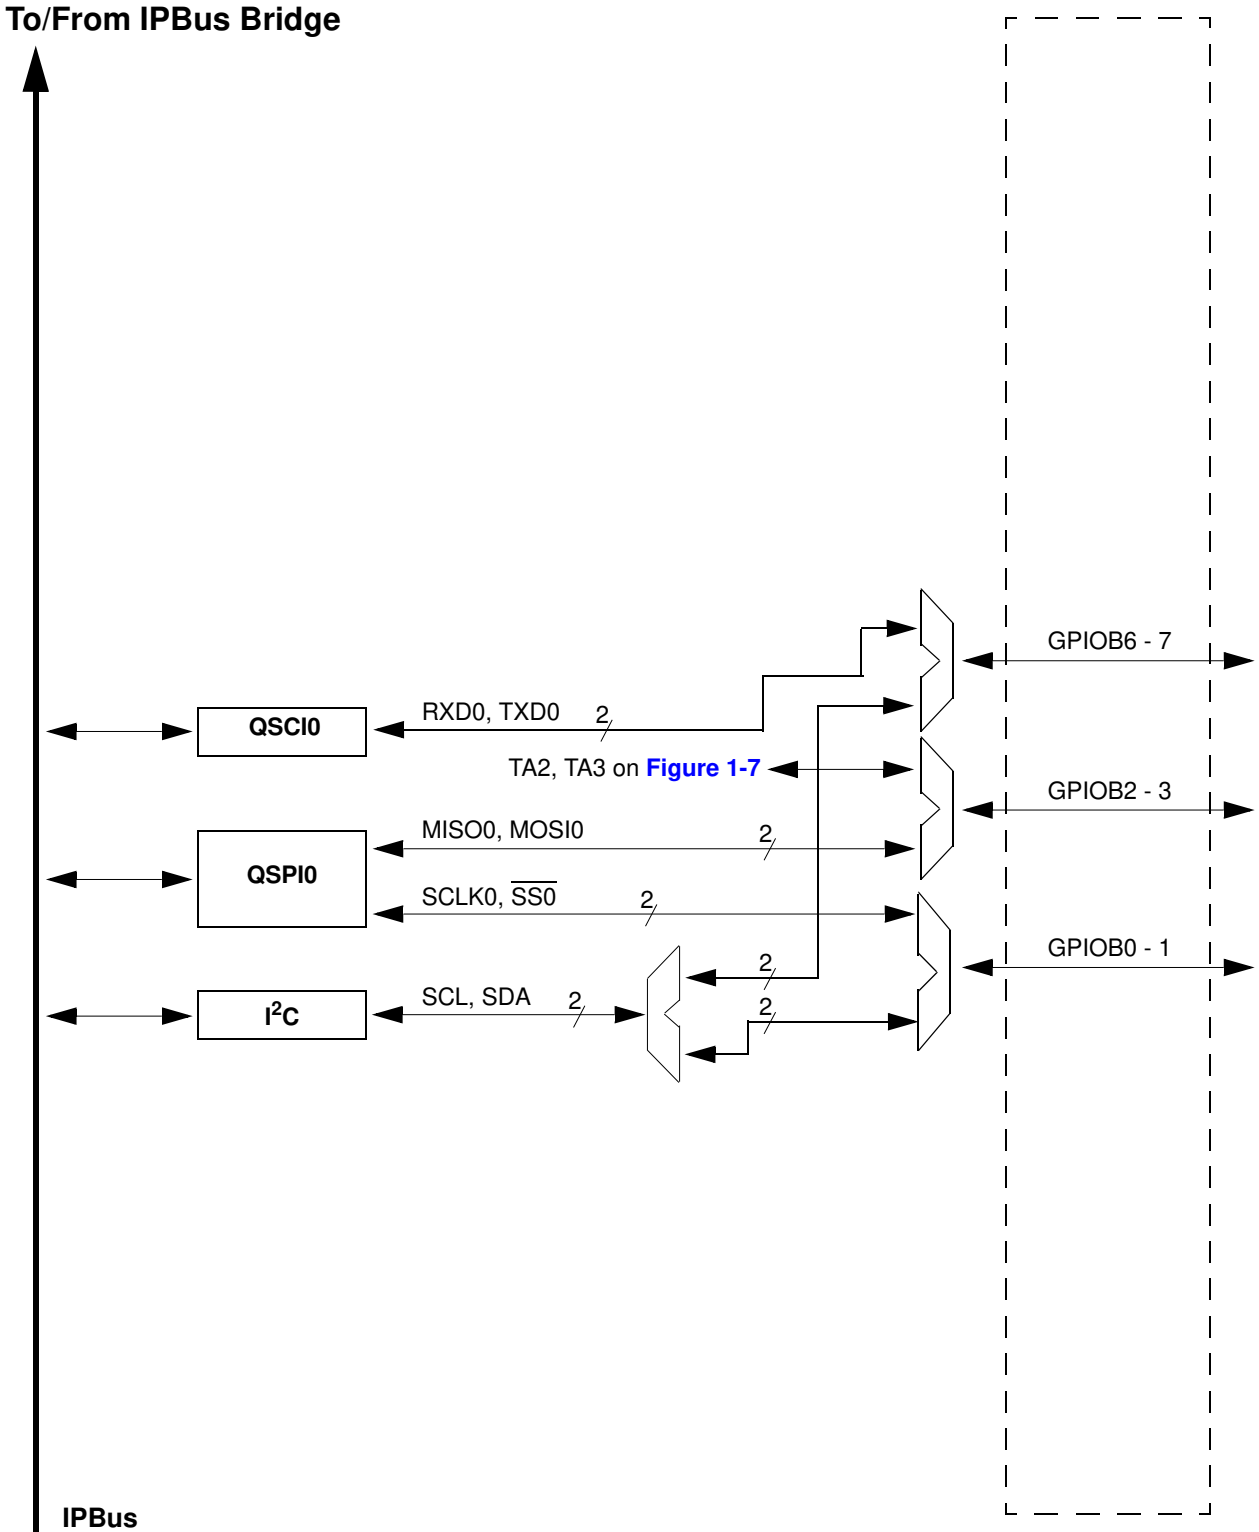 To/From IPBus Bridge
GPIOB6 - 7
RXD0, TXD0
2
QSCI0
TA2, TA3 on Figure 1-7
GPIOB2 - 3
MISO0, MOSI0
2
QSPI0
SCLK0, S̅S̅0̅
2
GPIOB0 - 1
2
SCL, SDA
2
2
I²C
IPBus